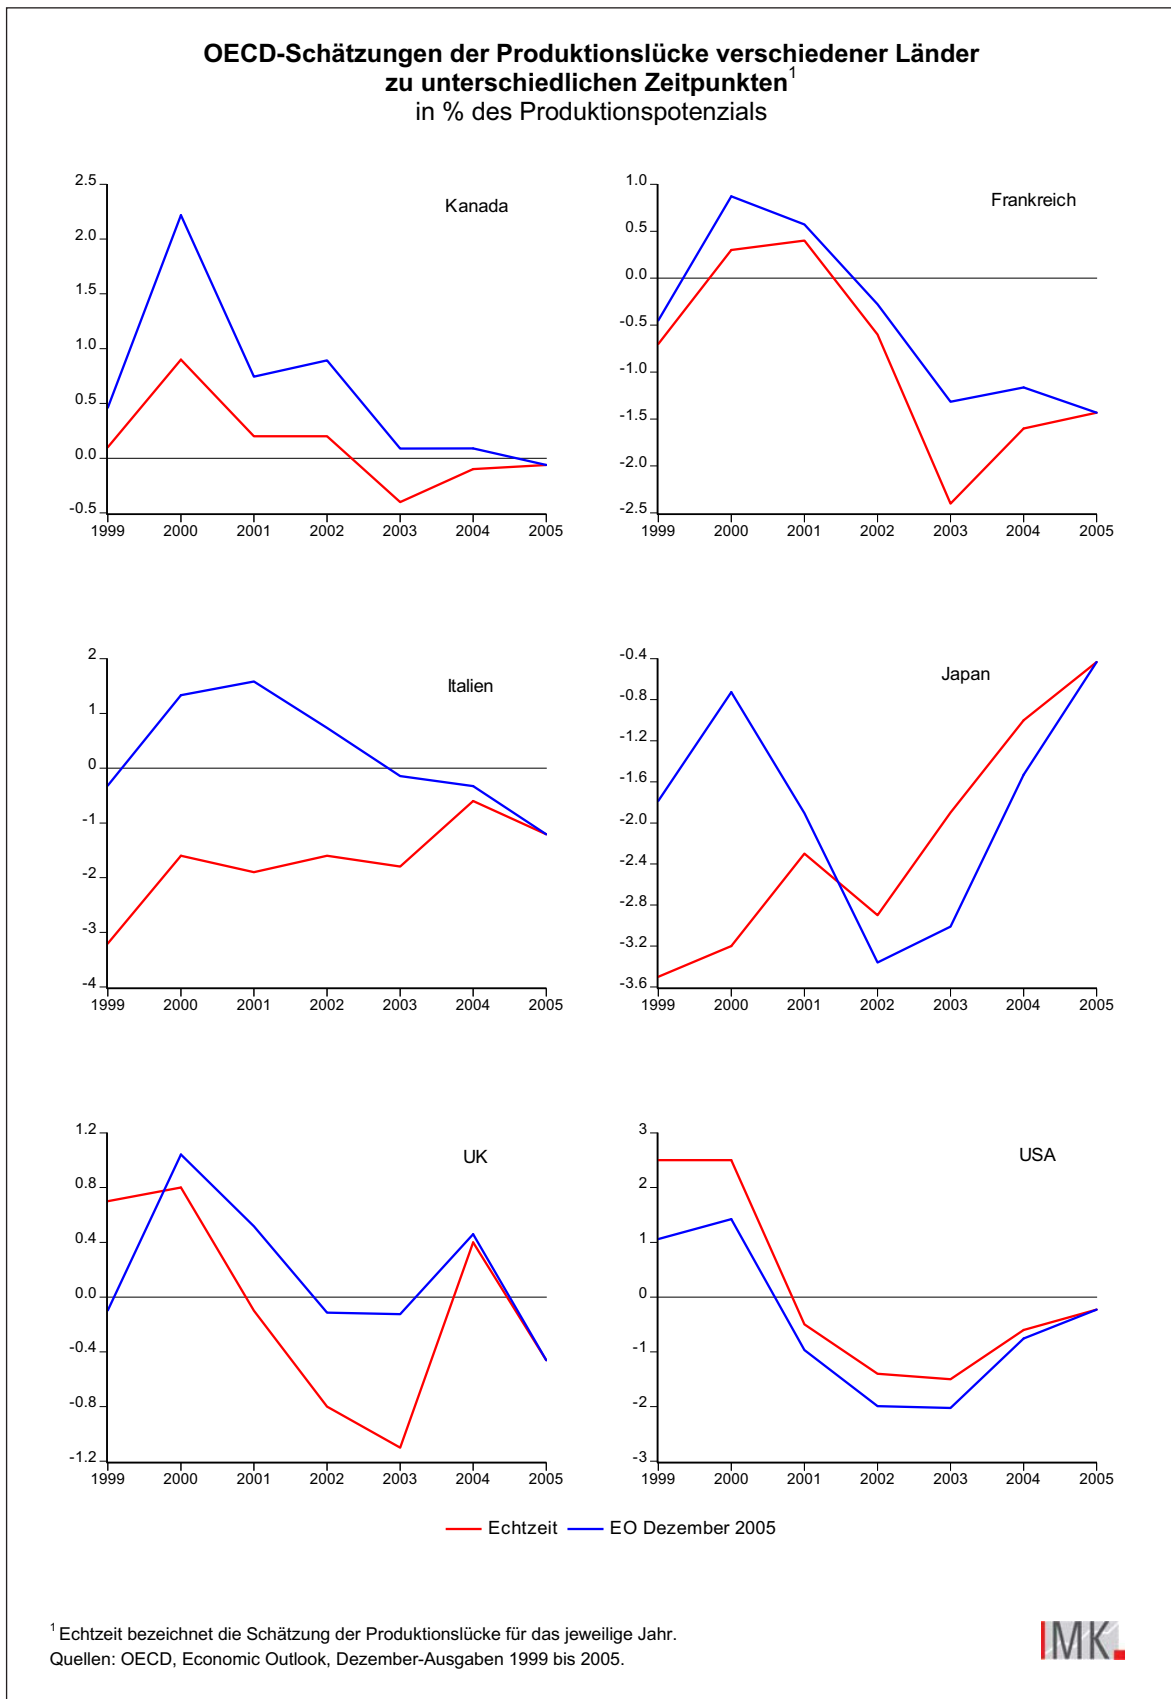 OECD-Schätzungen der Produktionslücke verschiedener Länder
zu unterschiedlichen Zeitpunkten1
in % des Produktionspotenzials
Kanada
2.5
2.0
1.5
1.0
0.5
0.0
-0.5
1999 2000 2001 2002 2003 2004 2005
Frankreich
1.0
0.5
0.0
-0.5
-1.0
-1.5
-2.0
-2.5
1999 2000 2001 2002 2003 2004 2005
Italien
2
1
0
-1
-2
-3
-4
1999 2000 2001 2002 2003 2004 2005
Japan
-0.4
-0.8
-1.2
-1.6
-2.0
-2.4
-2.8
-3.2
-3.6
1999 2000 2001 2002 2003 2004 2005
UK
1.2
0.8
0.4
0.0
-0.4
-0.8
-1.2
1999 2000 2001 2002 2003 2004 2005
USA
3
2
1
0
-1
-2
-3
1999 2000 2001 2002 2003 2004 2005
Echtzeit EO Dezember 2005
1 Echtzeit bezeichnet die Schätzung der Produktionslücke für das jeweilige Jahr.
Quellen: OECD, Economic Outlook, Dezember-Ausgaben 1999 bis 2005.
IMK